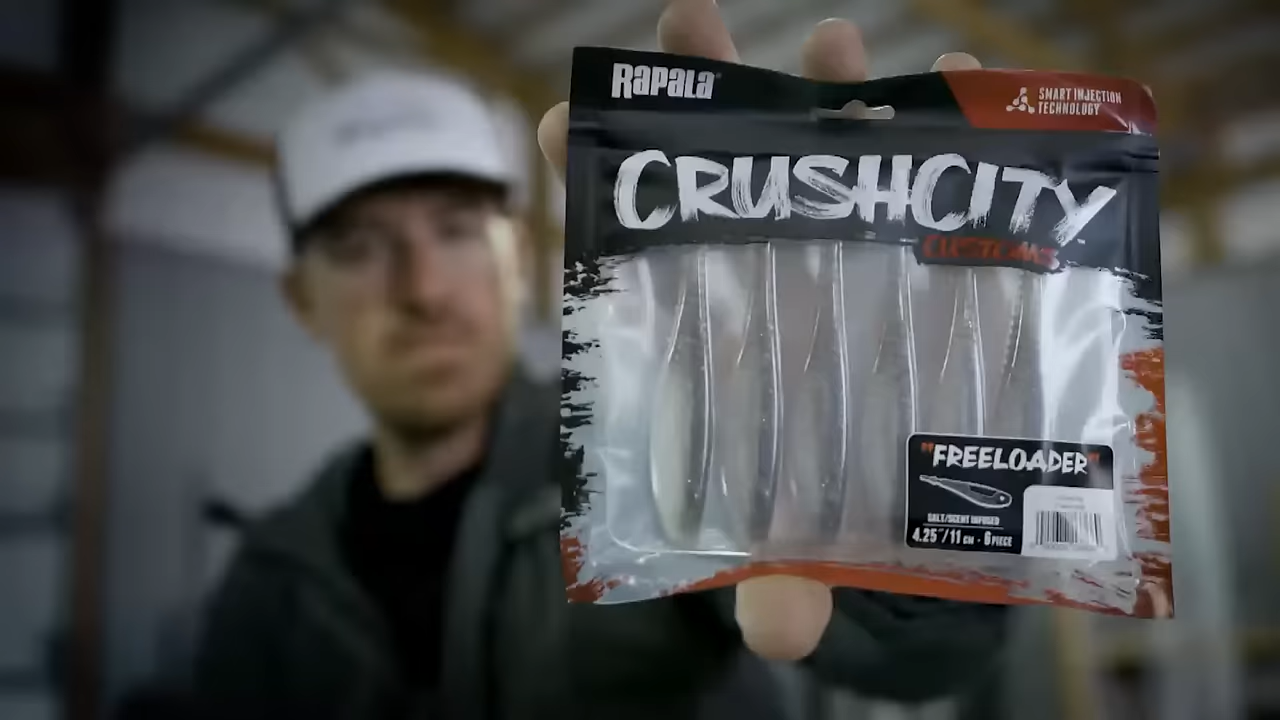 RAPALA
SMART INJECTION
TECHNOLOGY
CRUSHCITY
CUSTOMS
"FREELOADER"
SALT/SCENT INFUSED
4.25"/11 CM - 6 PIECE